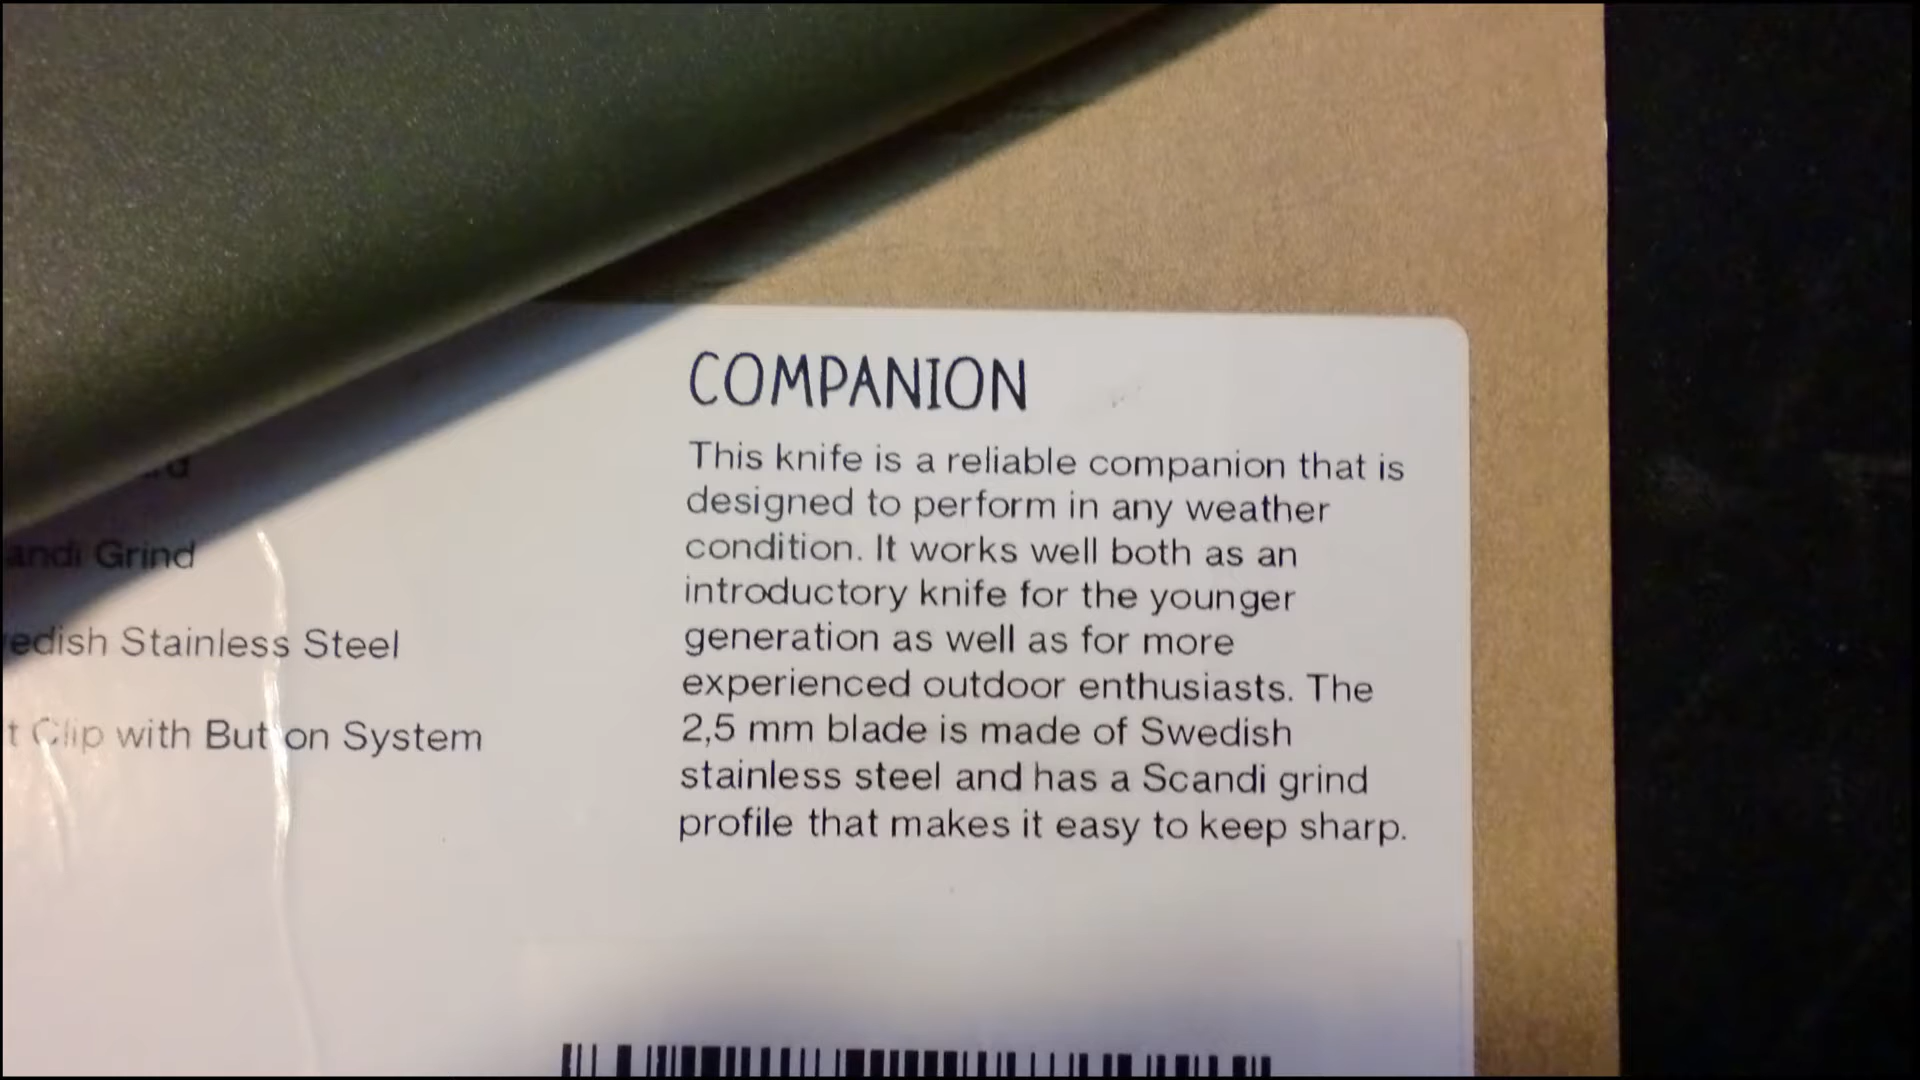 COMPANION
This knife is a reliable companion that is
designed to perform in any weather
condition. It works well both as an
introductory knife for the younger
generation as well as for more
experienced outdoor enthusiasts. The
2,5 mm blade is made of Swedish
stainless steel and has a Scandi grind
profile that makes it easy to keep sharp.
Grind
Stainless Steel
Clip with Button System